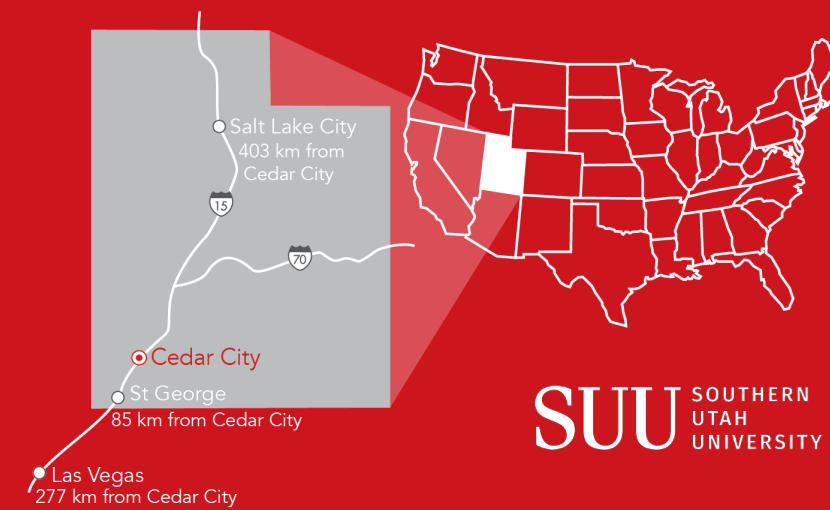 Salt Lake City
403 km from
Cedar City
15
70
Cedar City
St George
85 km from Cedar City
Las Vegas
277 km from Cedar City
SUU
SOUTHERN
UTAH
UNIVERSITY